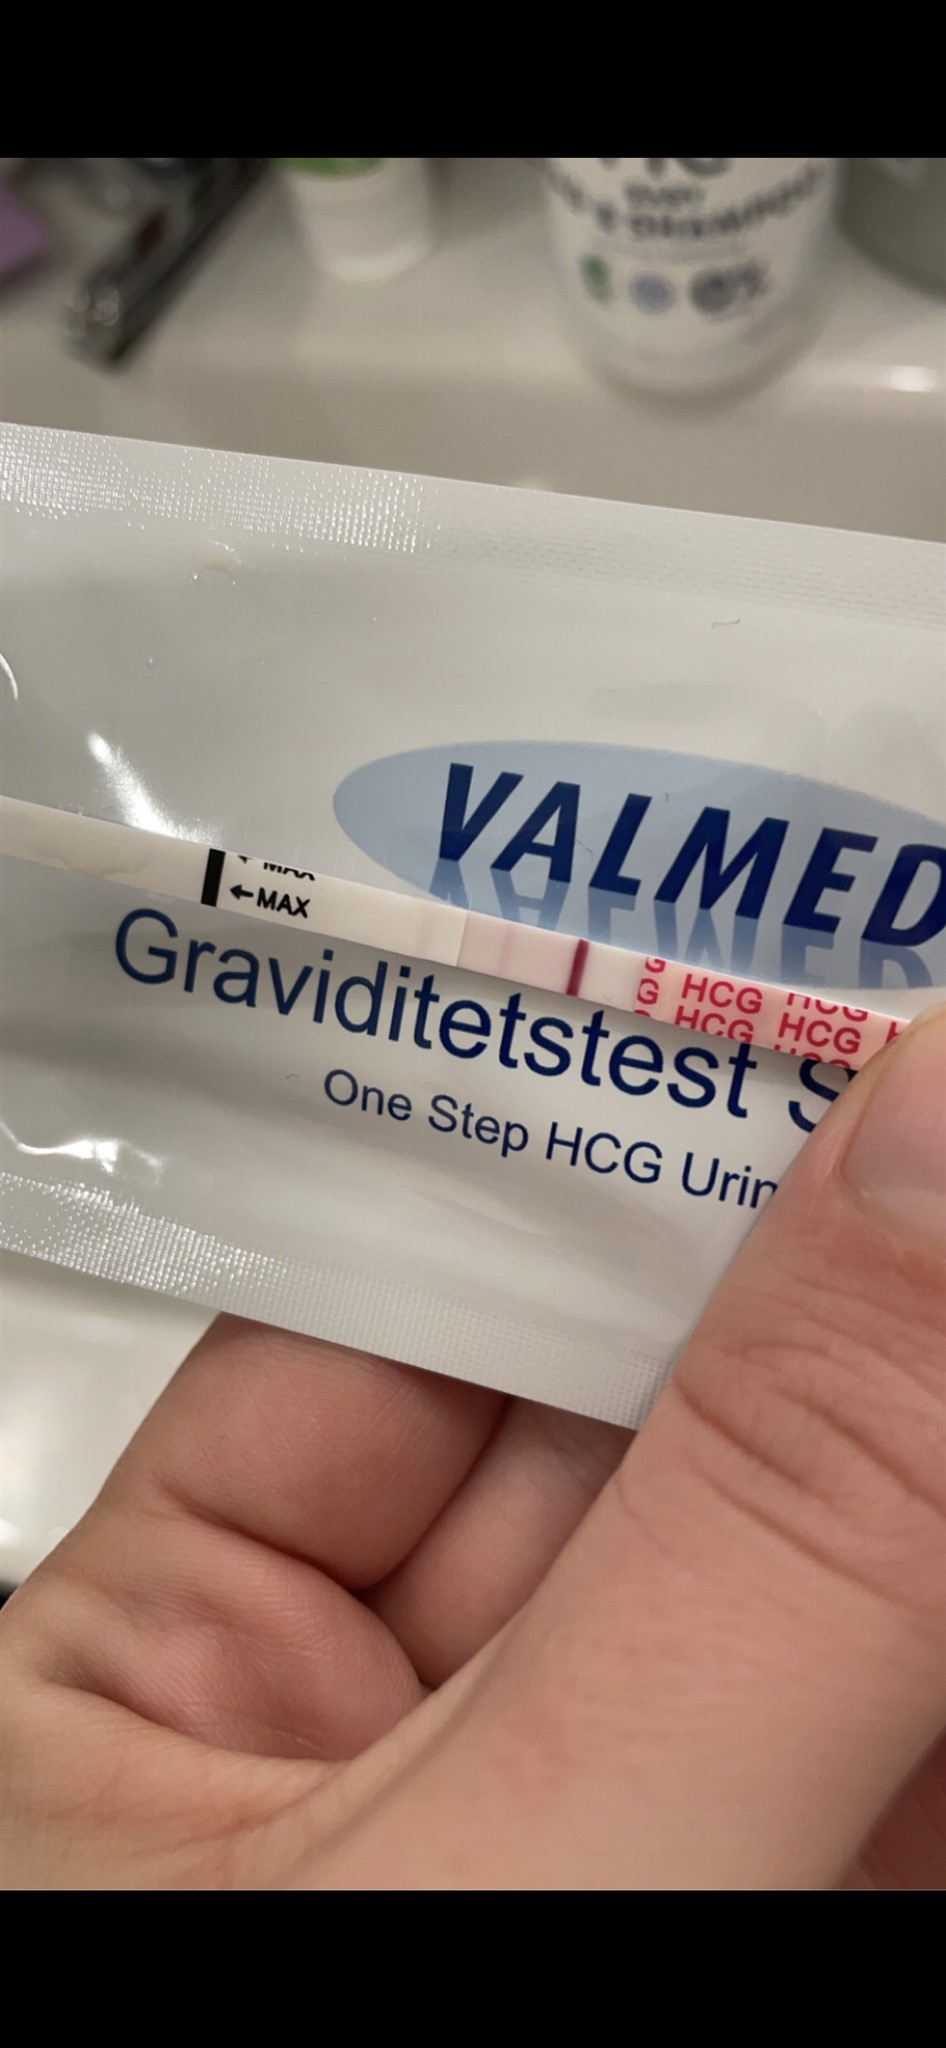 VALMED
← MAX
← MAX
G HCG HCG
G HCG HCG H
Graviditetstest S
One Step HCG Urin